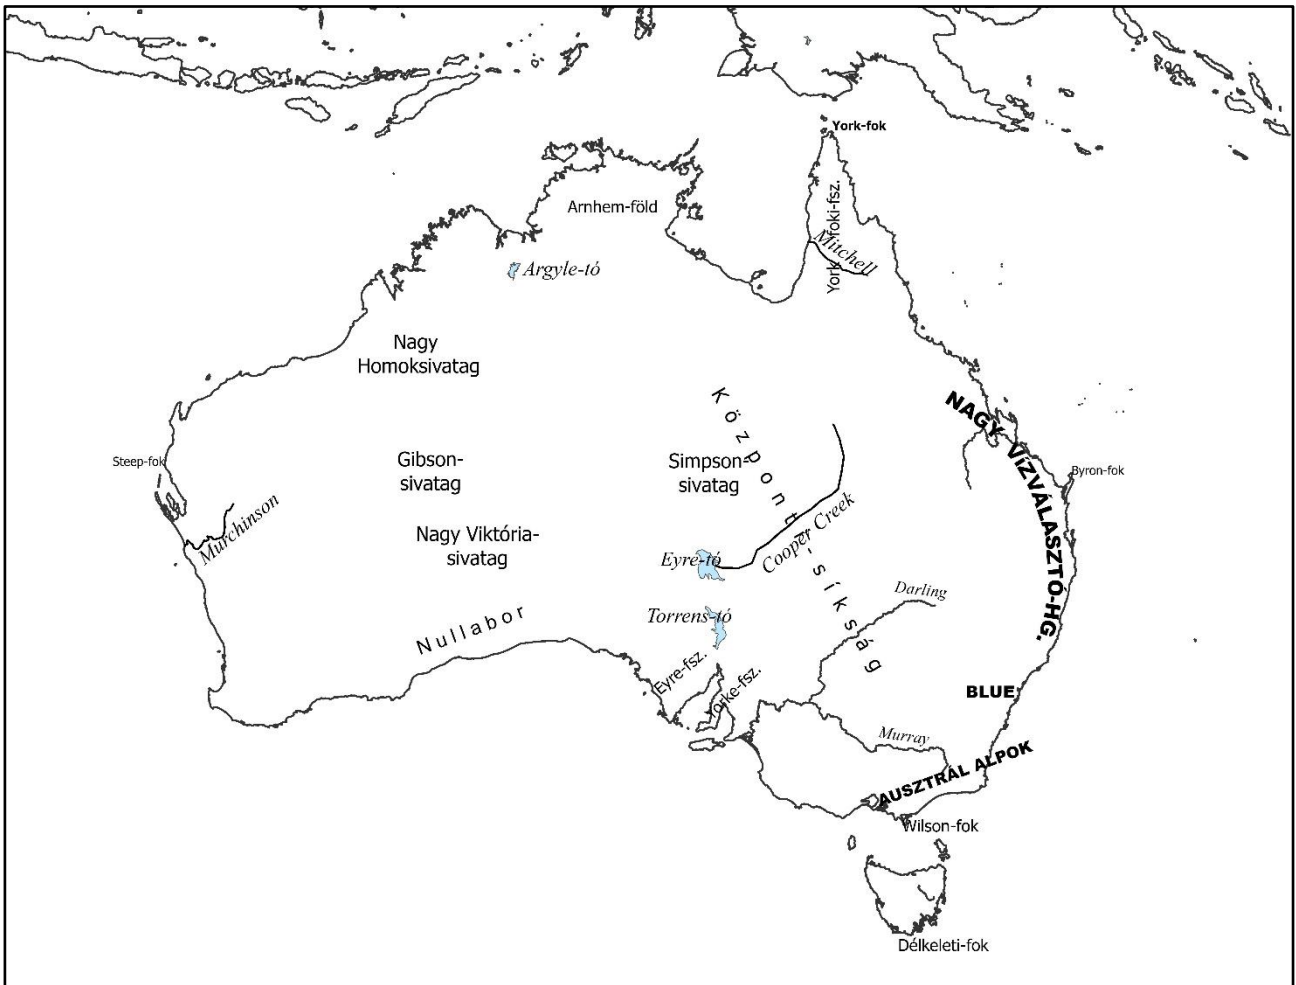 York-fok
York foki-fsz.
Arnhem-föld
Mitchell
Argyle-tó
Nagy
Homoksivatag
Központi-síkság
NAGY VÍZVÁLASZTÓ-HG.
Steep-fok
Gibson-
sivatag
Simpson-
sivatag
Byron-fok
Murchinson
Nagy Viktória-
sivatag
Cooper Creek
Eyre-tó
Darling
Torrens-tó
Nullabor
Eyre-fsz.
Yorke-fsz.
BLUE
Murray
AUSZTRÁL ALPOK
Wilson-fok
Délkeleti-fok